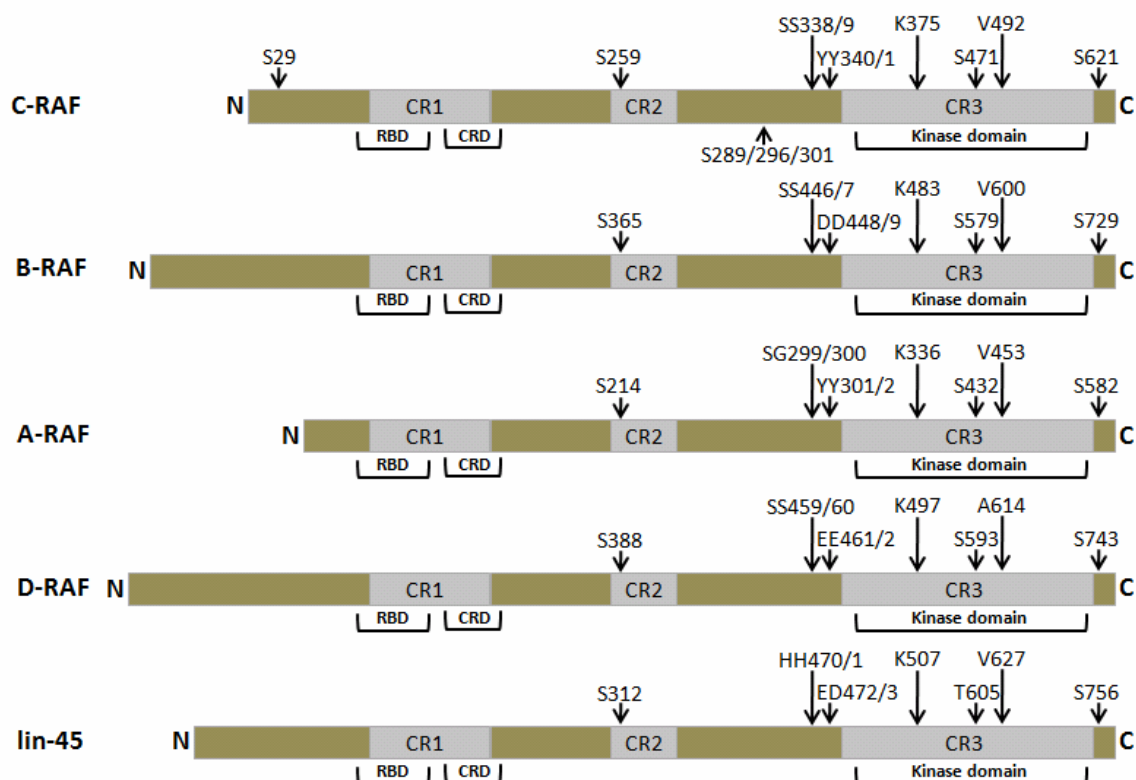 SS338/9 K375 V492
S29 S259 YY340/1 S471 S621
C-RAF N CR1 CR2 CR3 C
RBD CRD Kinase domain
S289/296/301
SS446/7 K483 V600
S365 DD448/9 S579 S729
B-RAF N CR1 CR2 CR3 C
RBD CRD Kinase domain
SG299/300 K336 V453
S214 YY301/2 S432 S582
A-RAF N CR1 CR2 CR3 C
RBD CRD Kinase domain
SS459/60 K497 A614
S388 EE461/2 S593 S743
D-RAF N CR1 CR2 CR3 C
RBD CRD Kinase domain
HH470/1 K507 V627
S312 ED472/3 T605 S756
lin-45 N CR1 CR2 CR3 C
RBD CRD Kinase domain